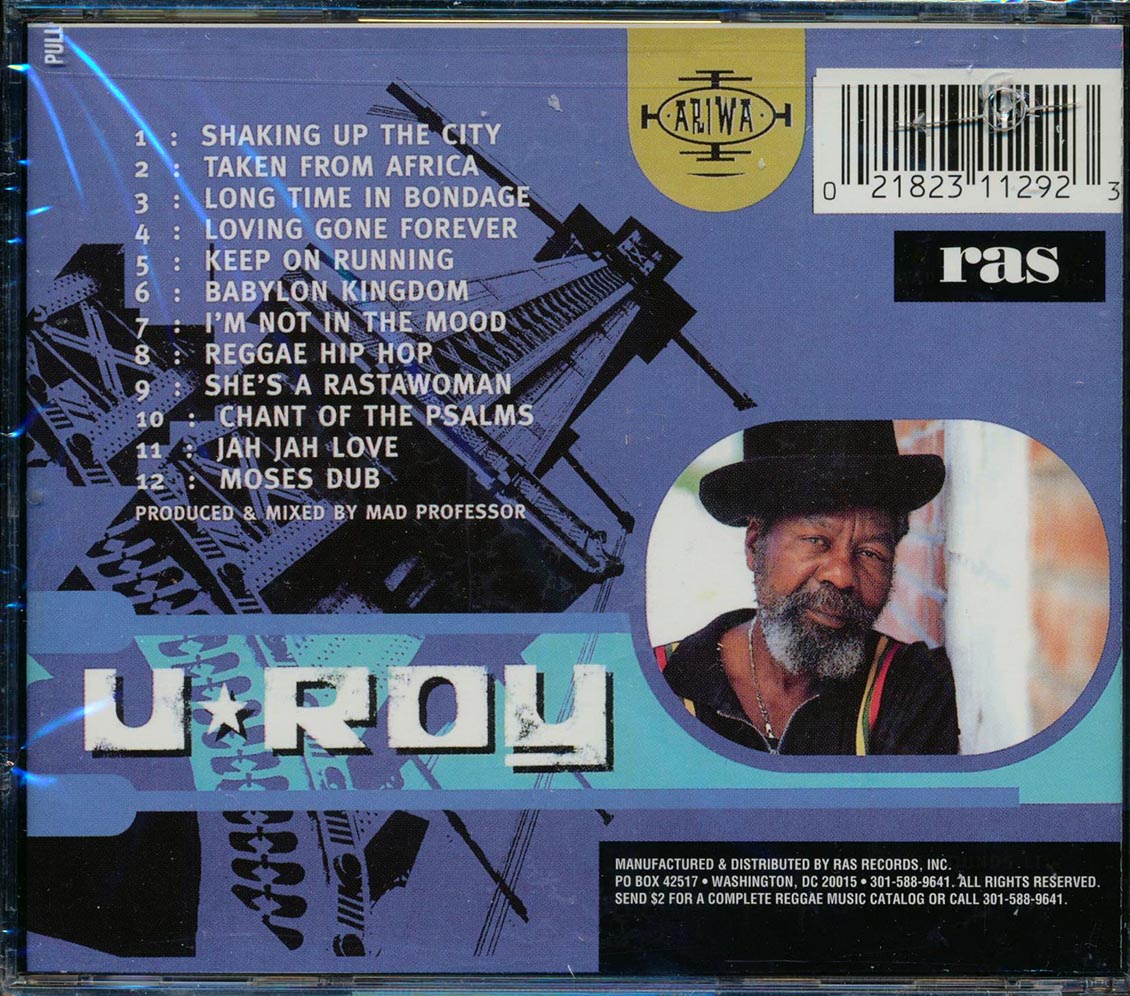 PULL
1 : SHAKING UP THE CITY
2 : TAKEN FROM AFRICA
3 : LONG TIME IN BONDAGE
4 : LOVING GONE FOREVER
5 : KEEP ON RUNNING
6 : BABYLON KINGDOM
7 : I'M NOT IN THE MOOD
8 : REGGAE HIP HOP
9 : SHE'S A RASTAWOMAN
10 : CHANT OF THE PSALMS
11 : JAH JAH LOVE
12 : MOSES DUB
PRODUCED & MIXED BY MAD PROFESSOR
ARIWA
0 21823 11292 3
ras
U★ROY
MANUFACTURED & DISTRIBUTED BY RAS RECORDS, INC.
PO BOX 42517 • WASHINGTON, DC 20015 • 301-588-9641. ALL RIGHTS RESERVED.
SEND $2 FOR A COMPLETE REGGAE MUSIC CATALOG OR CALL 301-588-9641.